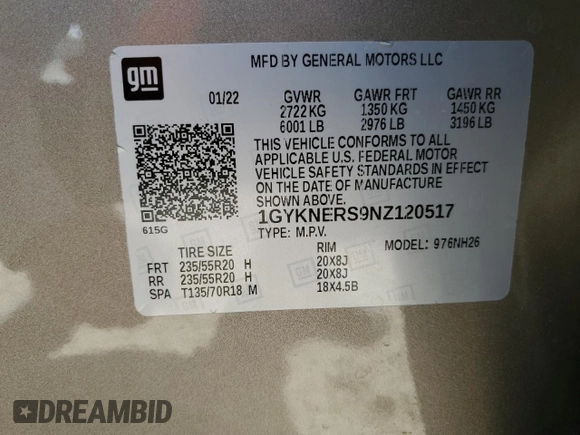 gm
MFD BY GENERAL MOTORS LLC
01/22 GVWR GAWR FRT GAWR RR
2722 KG 1350 KG 1450 KG
6001 LB 2976 LB 3196 LB
THIS VEHICLE CONFORMS TO ALL
APPLICABLE U.S. FEDERAL MOTOR
VEHICLE SAFETY STANDARDS IN EFFECT
ON THE DATE OF MANUFACTURE
SHOWN ABOVE.
615G
1GYKNERS9NZ120517
TYPE: M.P.V.
TIRE SIZE RIM MODEL: 976NH26
FRT 235/55R20 H 20X8J
RR 235/55R20 H 20X8J
SPA T135/70R18 M 18X4.5B
DREAMBID